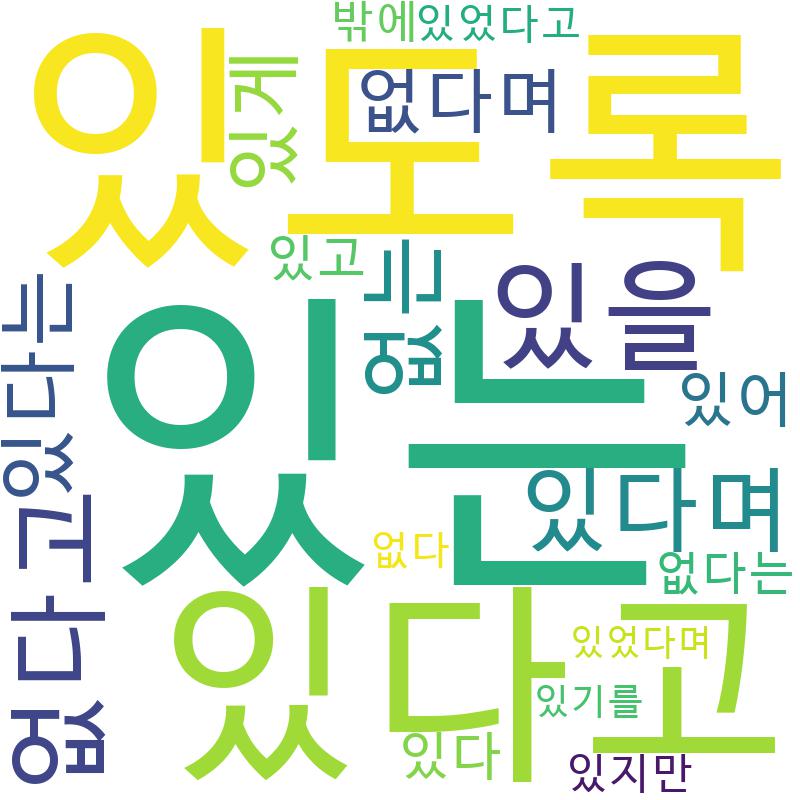 밖에
있었다고
있도록
있게
없다며
있고
없는
있을
있다는
있는
있어
있다며
없다고
없다
없다는
있다고
있었다며
있기를
있다
있지만